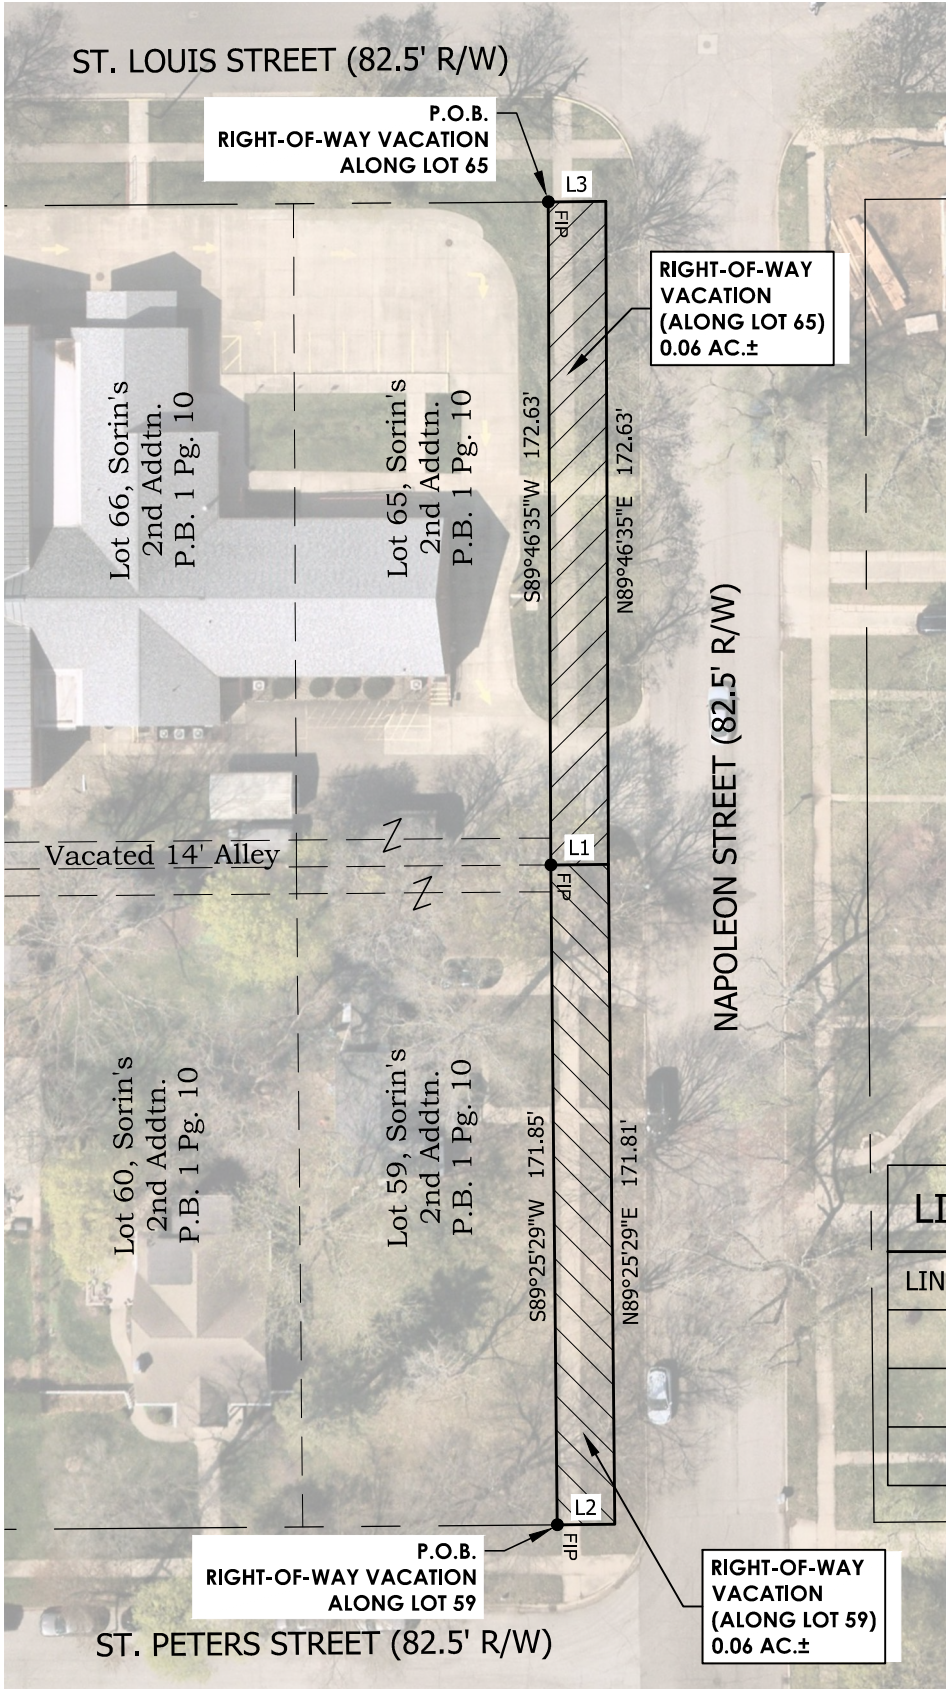 ST. LOUIS STREET (82.5' R/W)
P.O.B.
RIGHT-OF-WAY VACATION
ALONG LOT 65
L3
FIP
RIGHT-OF-WAY
VACATION
(ALONG LOT 65)
0.06 AC.±
Lot 66, Sorin's
2nd Addtn.
P.B. 1 Pg. 10
Lot 65, Sorin's
2nd Addtn.
P.B. 1 Pg. 10
S89°46'35"W 172.63'
N89°46'35"E 172.63'
NAPOLEON STREET (82.5' R/W)
Vacated 14' Alley
L1
FIP
Lot 60, Sorin's
2nd Addtn.
P.B. 1 Pg. 10
Lot 59, Sorin's
2nd Addtn.
P.B. 1 Pg. 10
S89°25'29"W 171.85'
N89°25'29"E 171.81'
LI
LIN
L2
FIP
P.O.B.
RIGHT-OF-WAY VACATION
ALONG LOT 59
RIGHT-OF-WAY
VACATION
(ALONG LOT 59)
0.06 AC.±
ST. PETERS STREET (82.5' R/W)